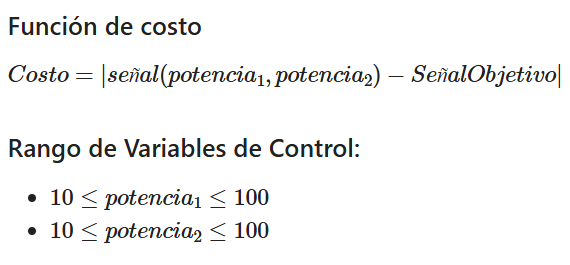 Función de costo
Costo = |señal(potencia₁, potencia₂) − SeñalObjetivo|
Rango de Variables de Control:
• 10 ≤ potencia₁ ≤ 100
• 10 ≤ potencia₂ ≤ 100